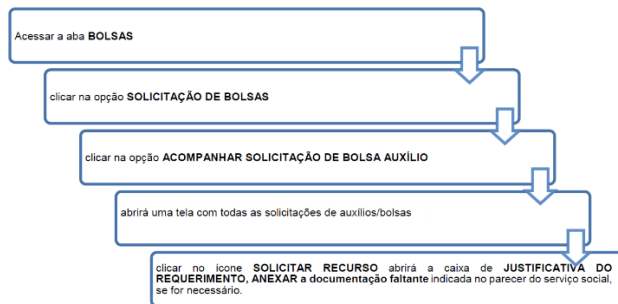 Acessar a aba BOLSAS
clicar na opção SOLICITAÇÃO DE BOLSAS
clicar na opção ACOMPANHAR SOLICITAÇÃO DE BOLSA AUXÍLIO
abrirá uma tela com todas as solicitações de auxílios/bolsas
clicar no ícone SOLICITAR RECURSO abrirá a caixa de JUSTIFICATIVA DO
REQUERIMENTO, ANEXAR a documentação faltante indicada no parecer do serviço social,
se for necessário.